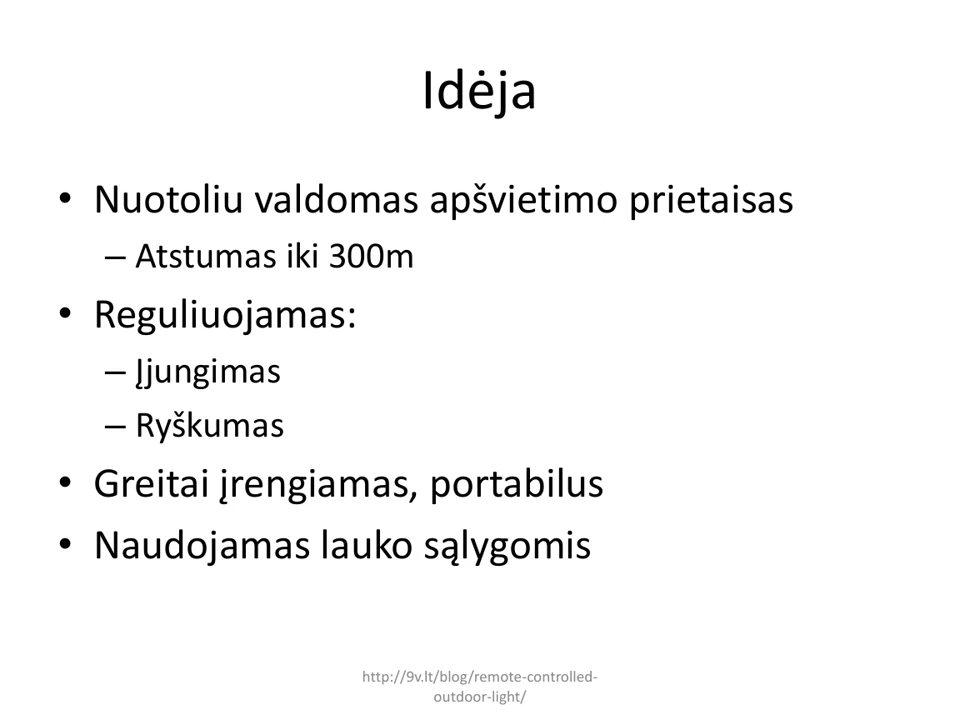 Idėja
• Nuotoliu valdomas apšvietimo prietaisas
– Atstumas iki 300m
• Reguliuojamas:
– Įjungimas
– Ryškumas
• Greitai įrengiamas, portabilus
• Naudojamas lauko sąlygomis
http://9v.lt/blog/remote-controlled-
outdoor-light/